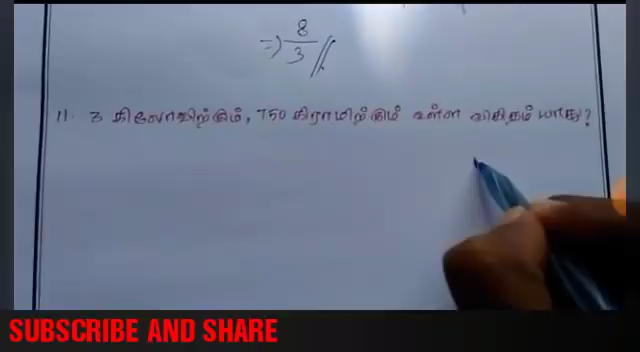 =) 8/3 //
11. 3 கிலோவிற்கும், 750 கிராமிற்கும் உள்ள விகிதம் யாது?
SUBSCRIBE AND SHARE